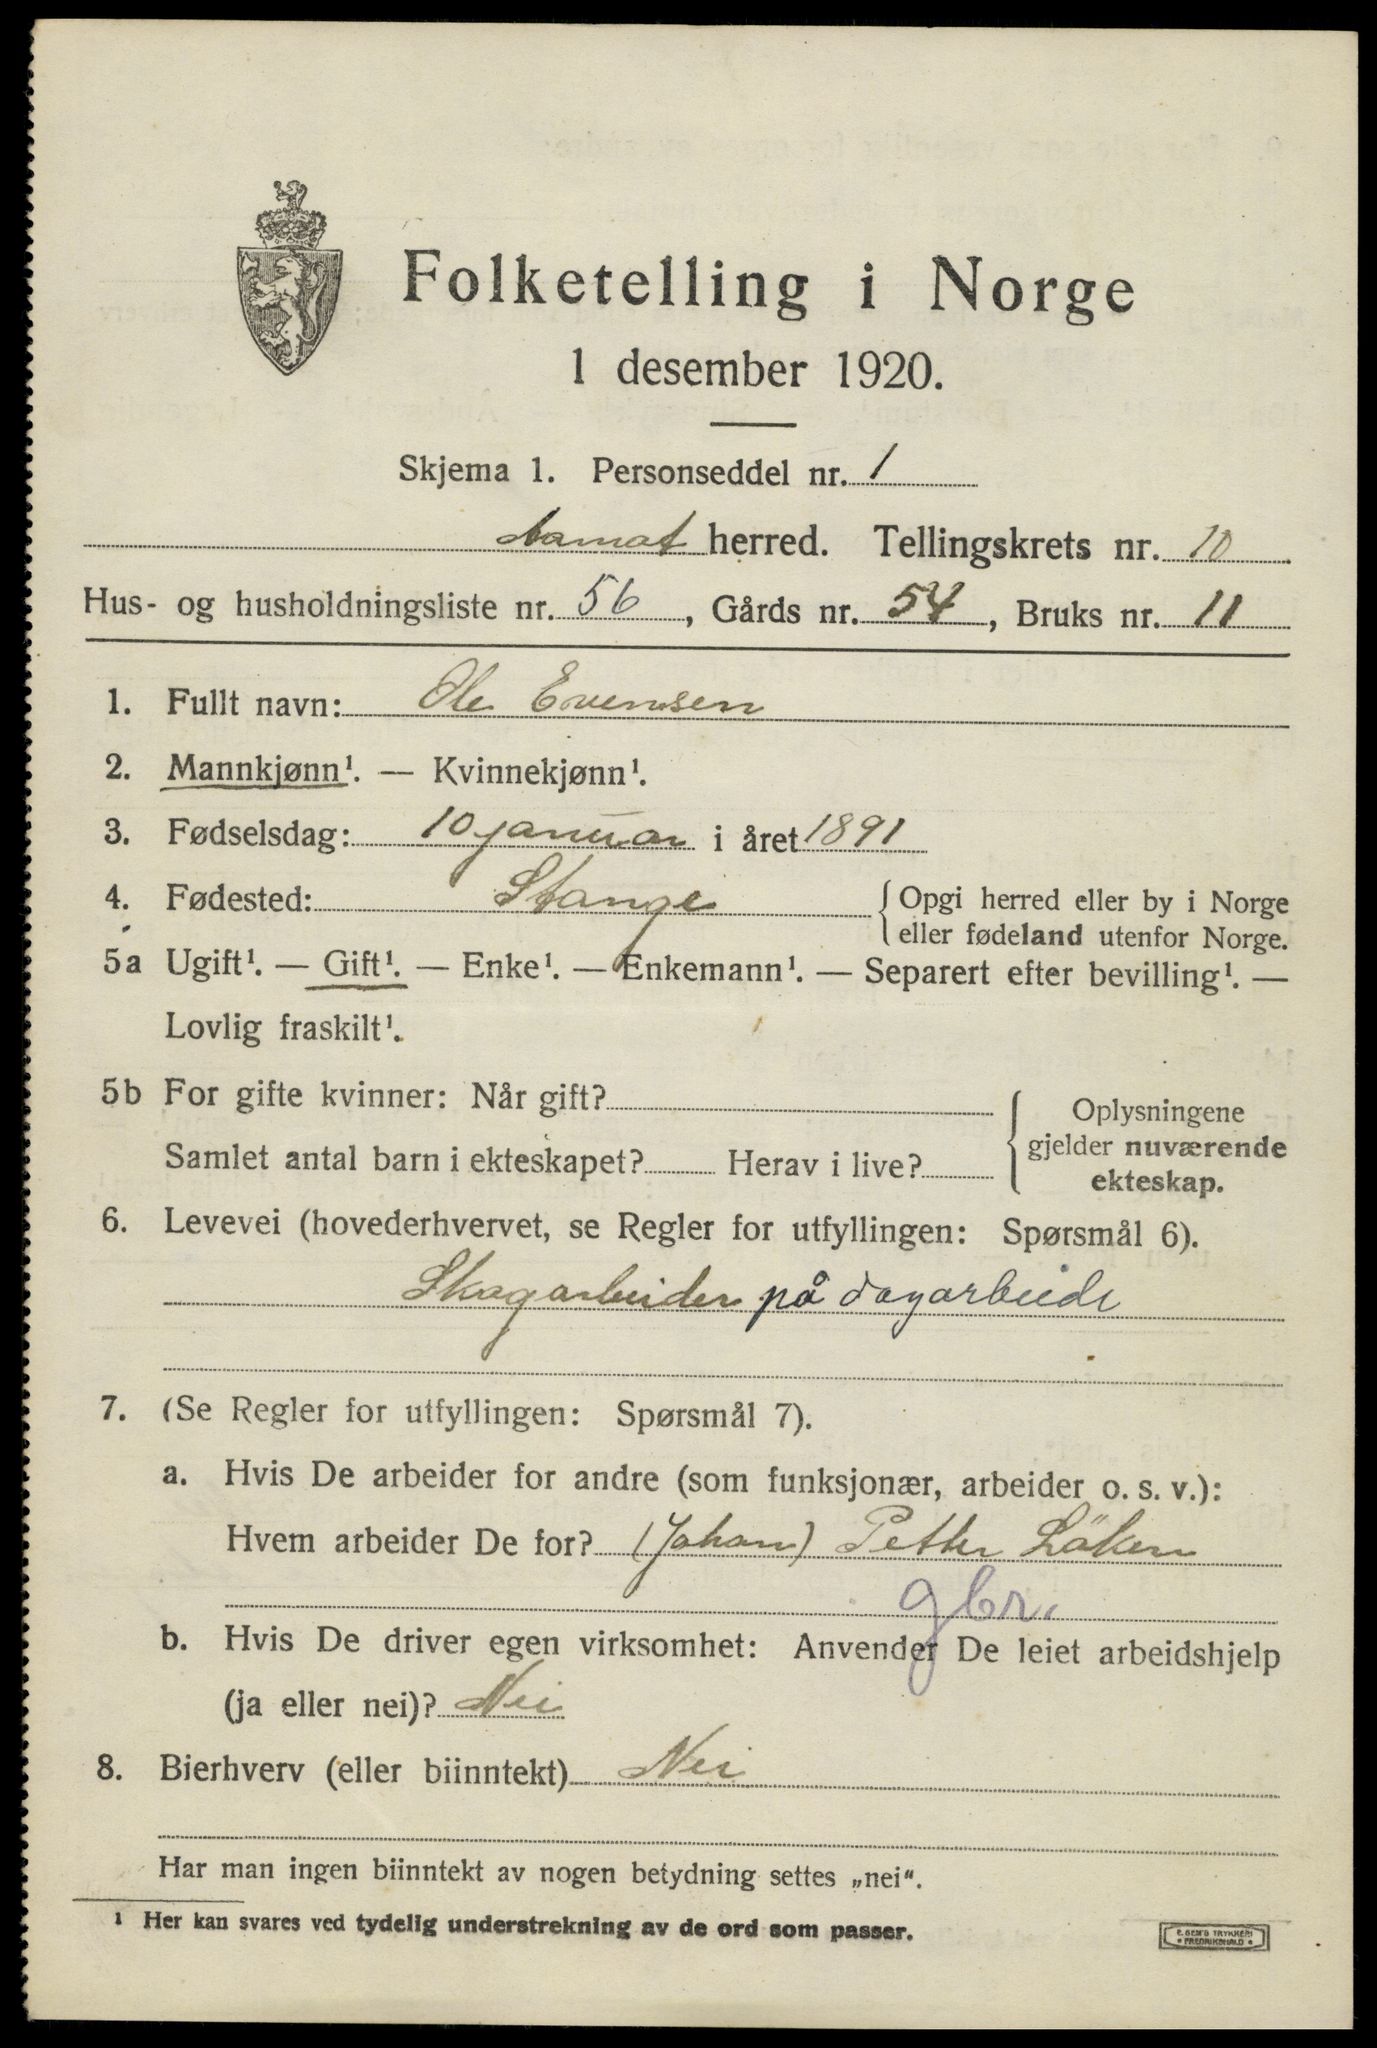 Folketelling i Norge
1 desember 1920.
Skjema 1. Personseddel nr. 1
Aamot herred. Tellingskrets nr. 10
Hus- og husholdningsliste nr. 56, Gårds nr. 54, Bruks nr. 11
1. Fullt navn: Ole Evensen
2. Mannkjønn¹. — Kvinnekjønn¹.
3. Fødselsdag: 10 januar i året 1891
4. Fødested: Stange { Opgi herred eller by i Norge
eller fødeland utenfor Norge.
5a Ugift¹. — Gift¹. — Enke¹. — Enkemann¹. — Separert efter bevilling¹. —
Lovlig fraskilt¹.
5b For gifte kvinner: Når gift? { Oplysningene
gjelder nuværende
ekteskap.
Samlet antal barn i ekteskapet? Herav i live?
6. Levevei (hovederhvervet, se Regler for utfyllingen: Spørsmål 6).
Skogarbeider på dagarbeide
7. (Se Regler for utfyllingen: Spørsmål 7).
a. Hvis De arbeider for andre (som funksjonær, arbeider o. s. v.):
Hvem arbeider De for? (Johan) Petter Löken
gbr.
b. Hvis De driver egen virksomhet: Anvender De leiet arbeidshjelp
(ja eller nei)? Nei
8. Bierhverv (eller biinntekt) Nei
Har man ingen biinntekt av nogen betydning settes „nei“.
¹ Her kan svares ved tydelig understrekning av de ord som passer.
E. SEM'S TRYKKERI
• FREDRIKSHALD •